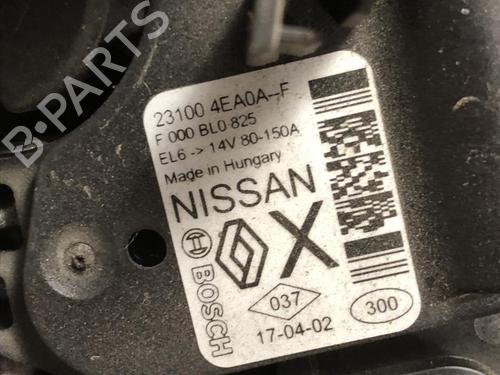 B-PARTS
23100 4EA0A--F
F 000 BL0 825
EL6 -> 14V 80-150A
Made in Hungary
NISSAN
X
BOSCH
037
300
17-04-02